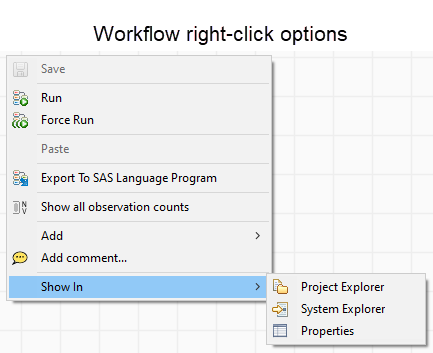 Workflow right-click options
Save
Run
Force Run
Paste
Export To SAS Language Program
Show all observation counts
Add
Add comment...
Show In
Project Explorer
System Explorer
Properties